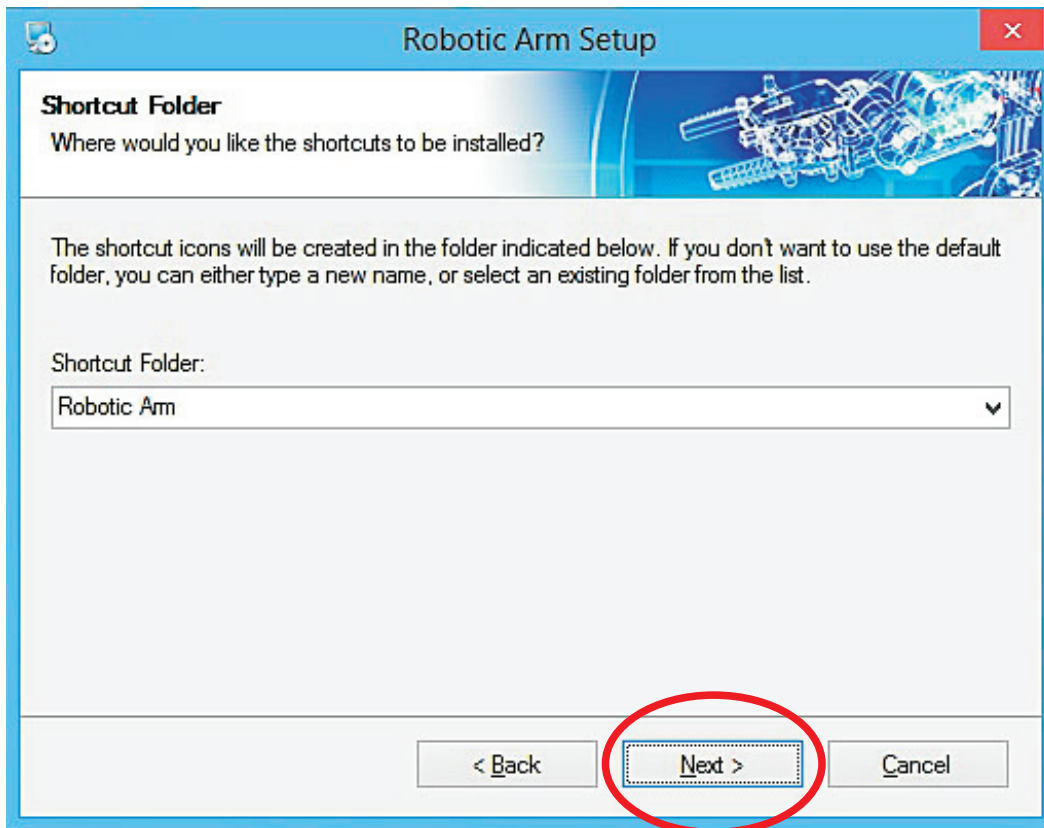 Robotic Arm Setup
Shortcut Folder
Where would you like the shortcuts to be installed?
The shortcut icons will be created in the folder indicated below. If you don't want to use the default
folder, you can either type a new name, or select an existing folder from the list.
Shortcut Folder:
Robotic Arm
< Back
Next >
Cancel